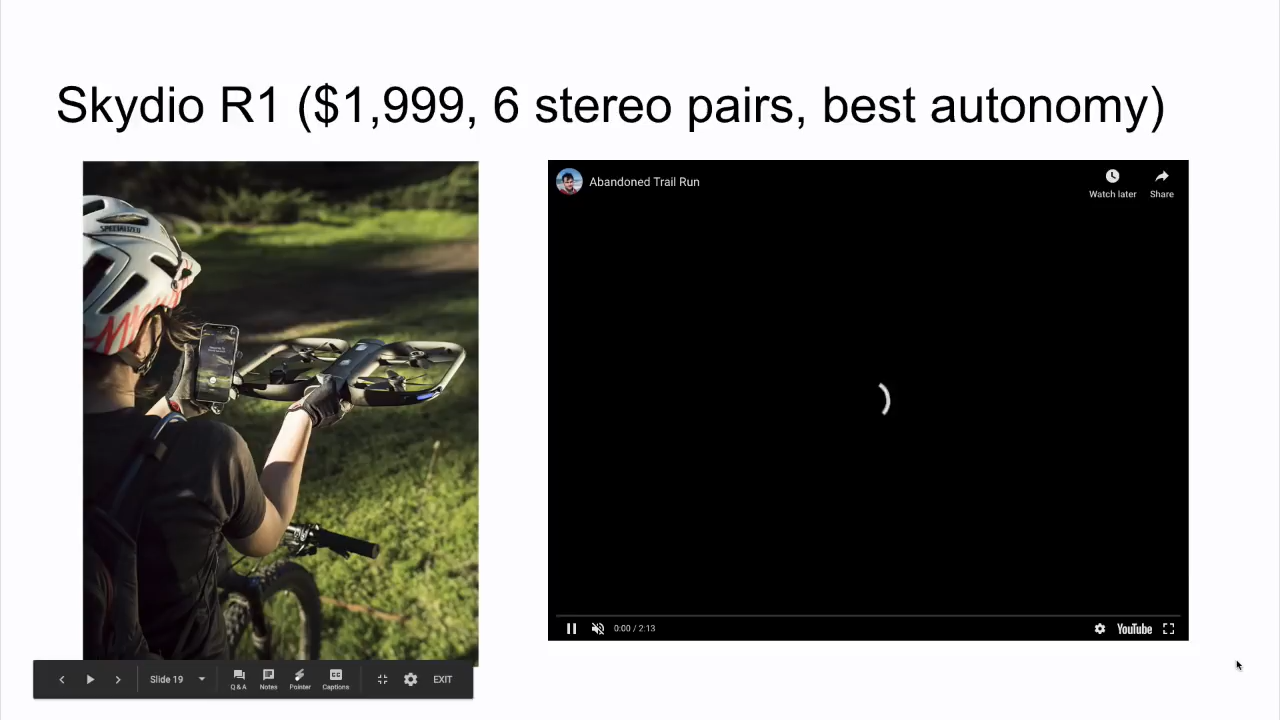 Skydio R1 ($1,999, 6 stereo pairs, best autonomy)
SPECIALIZED
Abandoned Trail Run
Watch later
Share
0:00 / 2:13
YouTube
Slide 19
Q&A
Notes
Pointer
Captions
EXIT